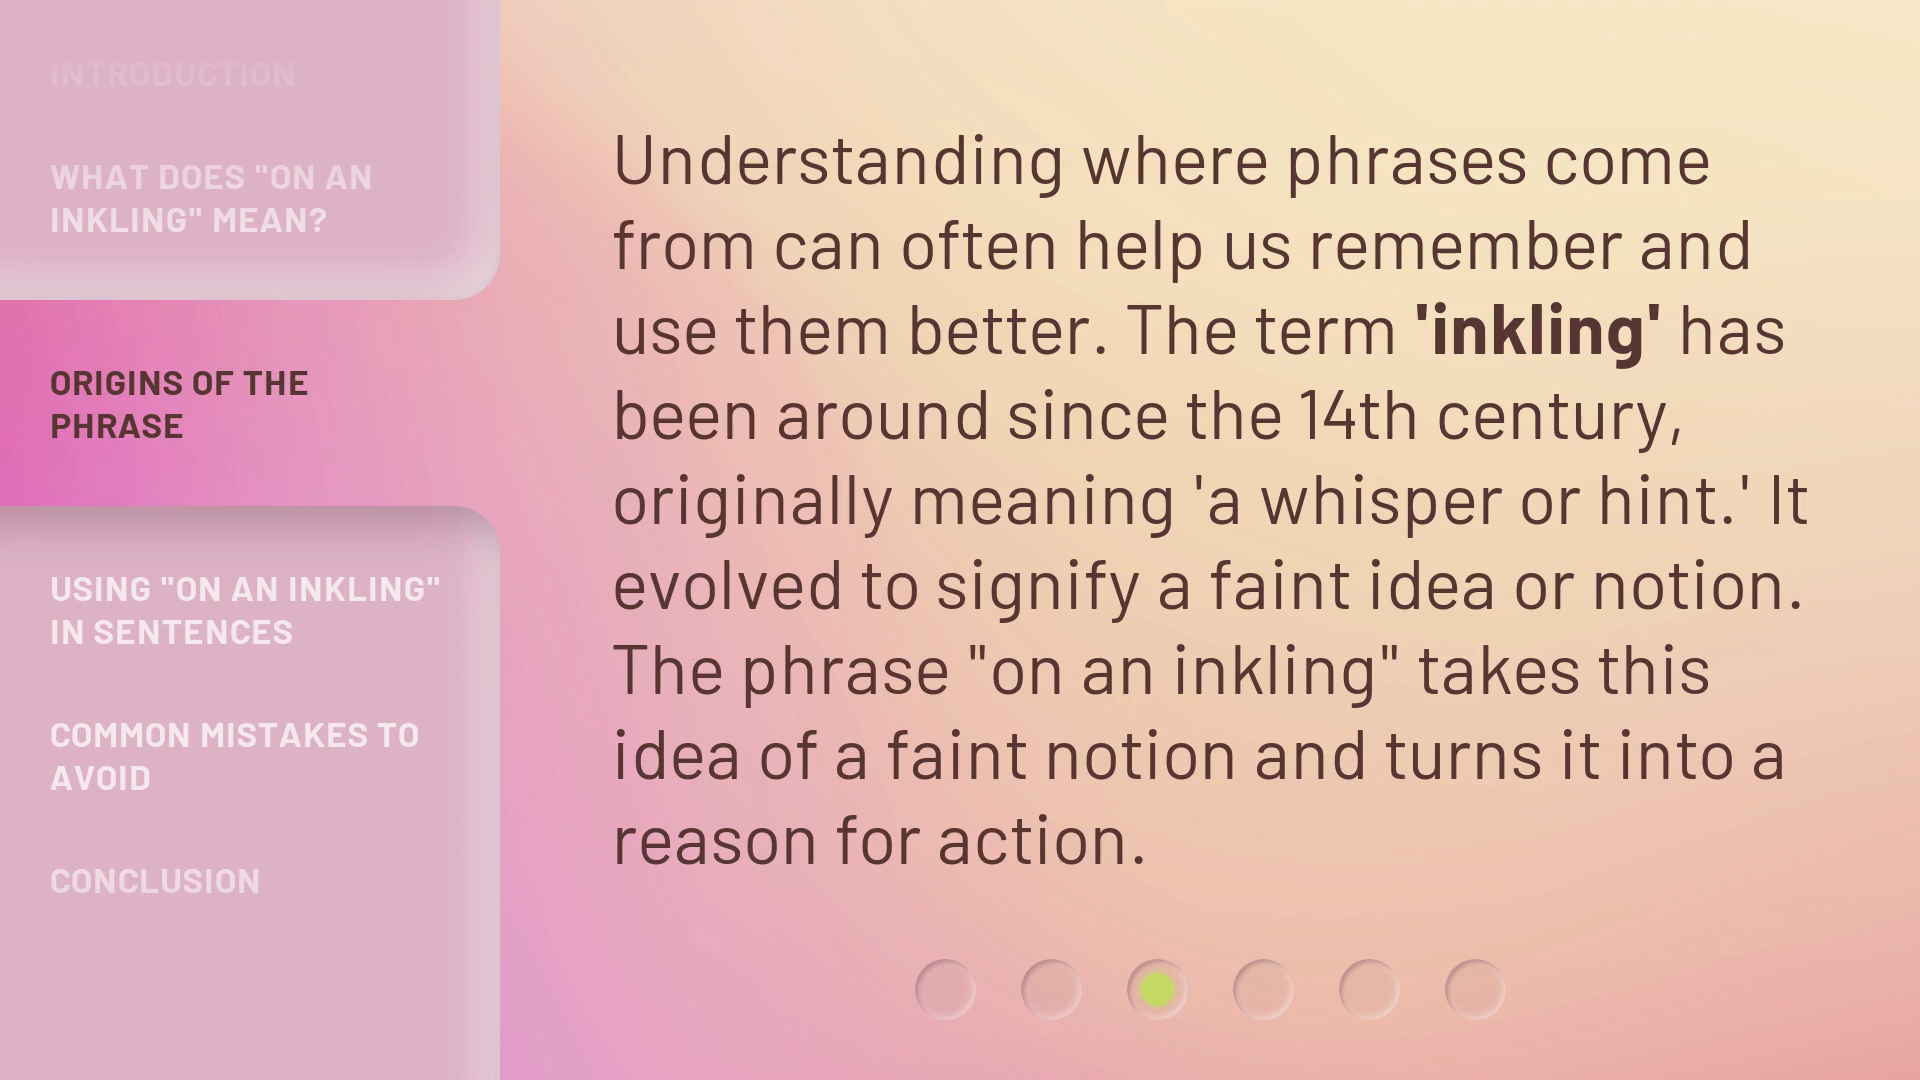 INTRODUCTION
WHAT DOES "ON AN
INKLING" MEAN?
ORIGINS OF THE
PHRASE
USING "ON AN INKLING"
IN SENTENCES
COMMON MISTAKES TO
AVOID
CONCLUSION
Understanding where phrases come
from can often help us remember and
use them better. The term 'inkling' has
been around since the 14th century,
originally meaning 'a whisper or hint.' It
evolved to signify a faint idea or notion.
The phrase "on an inkling" takes this
idea of a faint notion and turns it into a
reason for action.